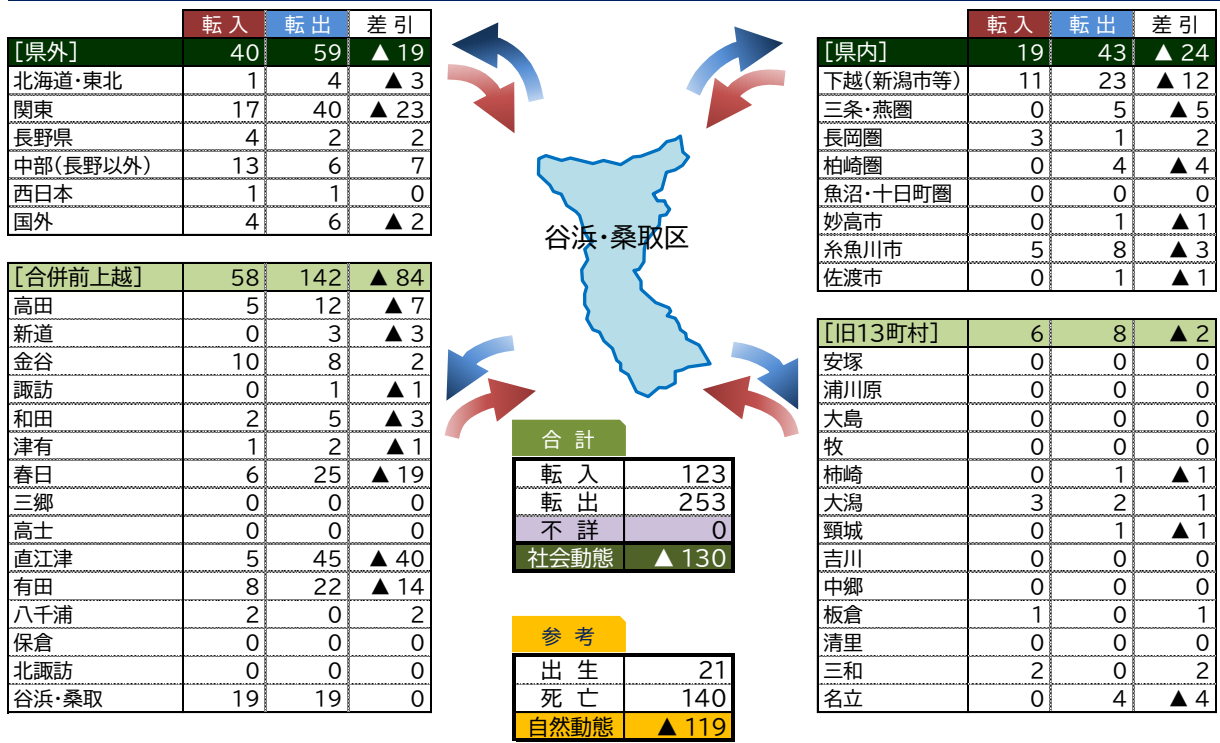 転 入 転 出 差 引
[県外] 40 59 ▲ 19
北海道・東北 1 4 ▲ 3
関東 17 40 ▲ 23
長野県 4 2 2
中部(長野以外) 13 6 7
西日本 1 1 0
国外 4 6 ▲ 2
[合併前上越] 58 142 ▲ 84
高田 5 12 ▲ 7
新道 0 3 ▲ 3
金谷 10 8 2
諏訪 0 1 ▲ 1
和田 2 5 ▲ 3
津有 1 2 ▲ 1
春日 6 25 ▲ 19
三郷 0 0 0
高士 0 0 0
直江津 5 45 ▲ 40
有田 8 22 ▲ 14
八千浦 2 0 2
保倉 0 0 0
北諏訪 0 0 0
谷浜・桑取 19 19 0
谷浜・桑取区
合 計
転 入 123
転 出 253
不 詳 0
社会動態 ▲ 130
参 考
出 生 21
死 亡 140
自然動態 ▲ 119
転 入 転 出 差 引
[県内] 19 43 ▲ 24
下越(新潟市等) 11 23 ▲ 12
三条・燕圏 0 5 ▲ 5
長岡圏 3 1 2
柏崎圏 0 4 ▲ 4
魚沼・十日町圏 0 0 0
妙高市 0 1 ▲ 1
糸魚川市 5 8 ▲ 3
佐渡市 0 1 ▲ 1
[旧13町村] 6 8 ▲ 2
安塚 0 0 0
浦川原 0 0 0
大島 0 0 0
牧 0 0 0
柿崎 0 1 ▲ 1
大潟 3 2 1
頸城 0 1 ▲ 1
吉川 0 0 0
中郷 0 0 0
板倉 1 0 1
清里 0 0 0
三和 2 0 2
名立 0 4 ▲ 4